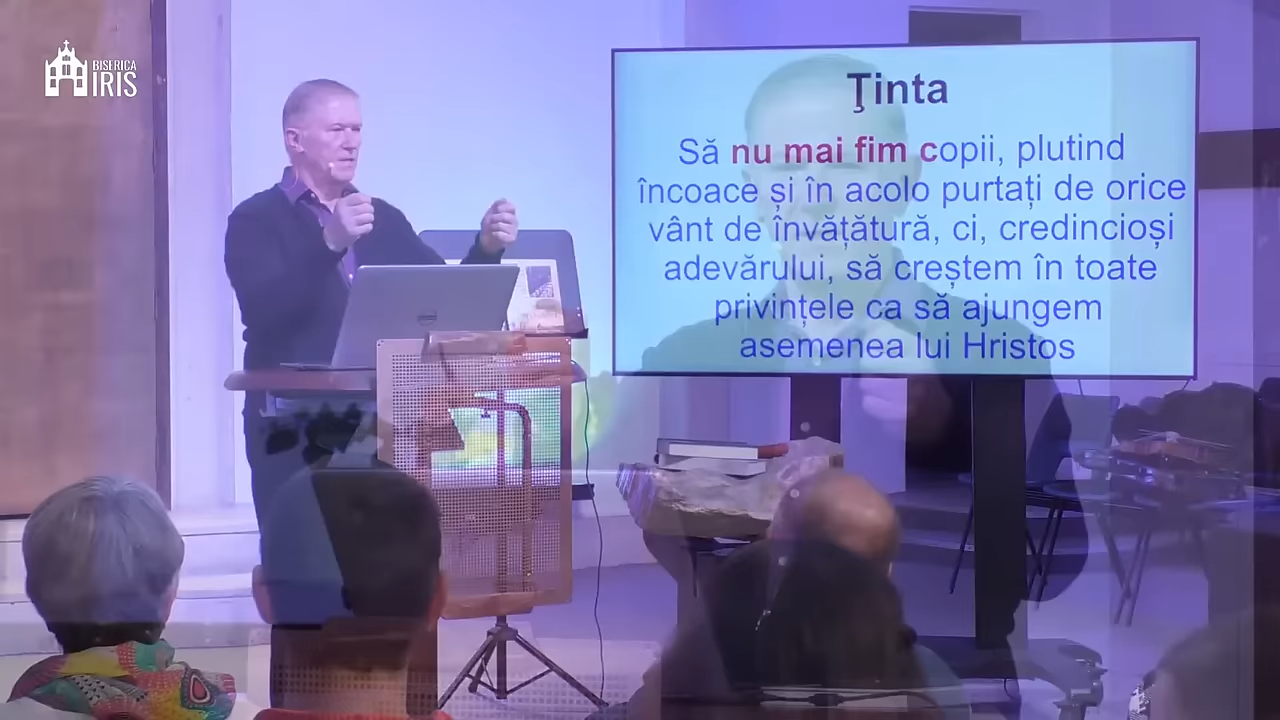 BISERICA
IRIS
Ţinta
Să nu mai fim copii, plutind
încoace și în acolo purtați de orice
vânt de învățătură, ci, credincioși
adevărului, să creștem în toate
privințele ca să ajungem
asemenea lui Hristos